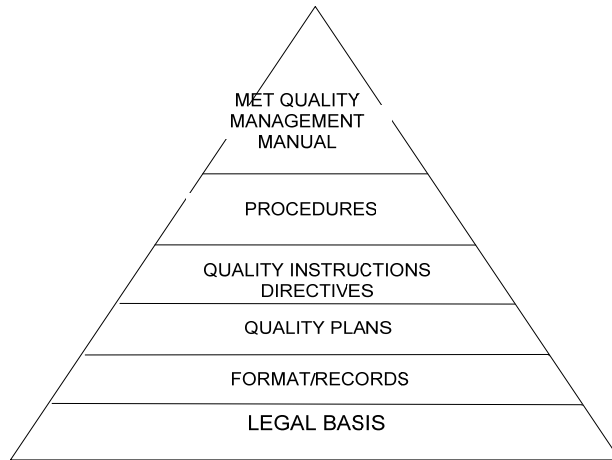 MET QUALITY
MANAGEMENT
MANUAL
PROCEDURES
QUALITY INSTRUCTIONS
DIRECTIVES
QUALITY PLANS
FORMAT/RECORDS
LEGAL BASIS